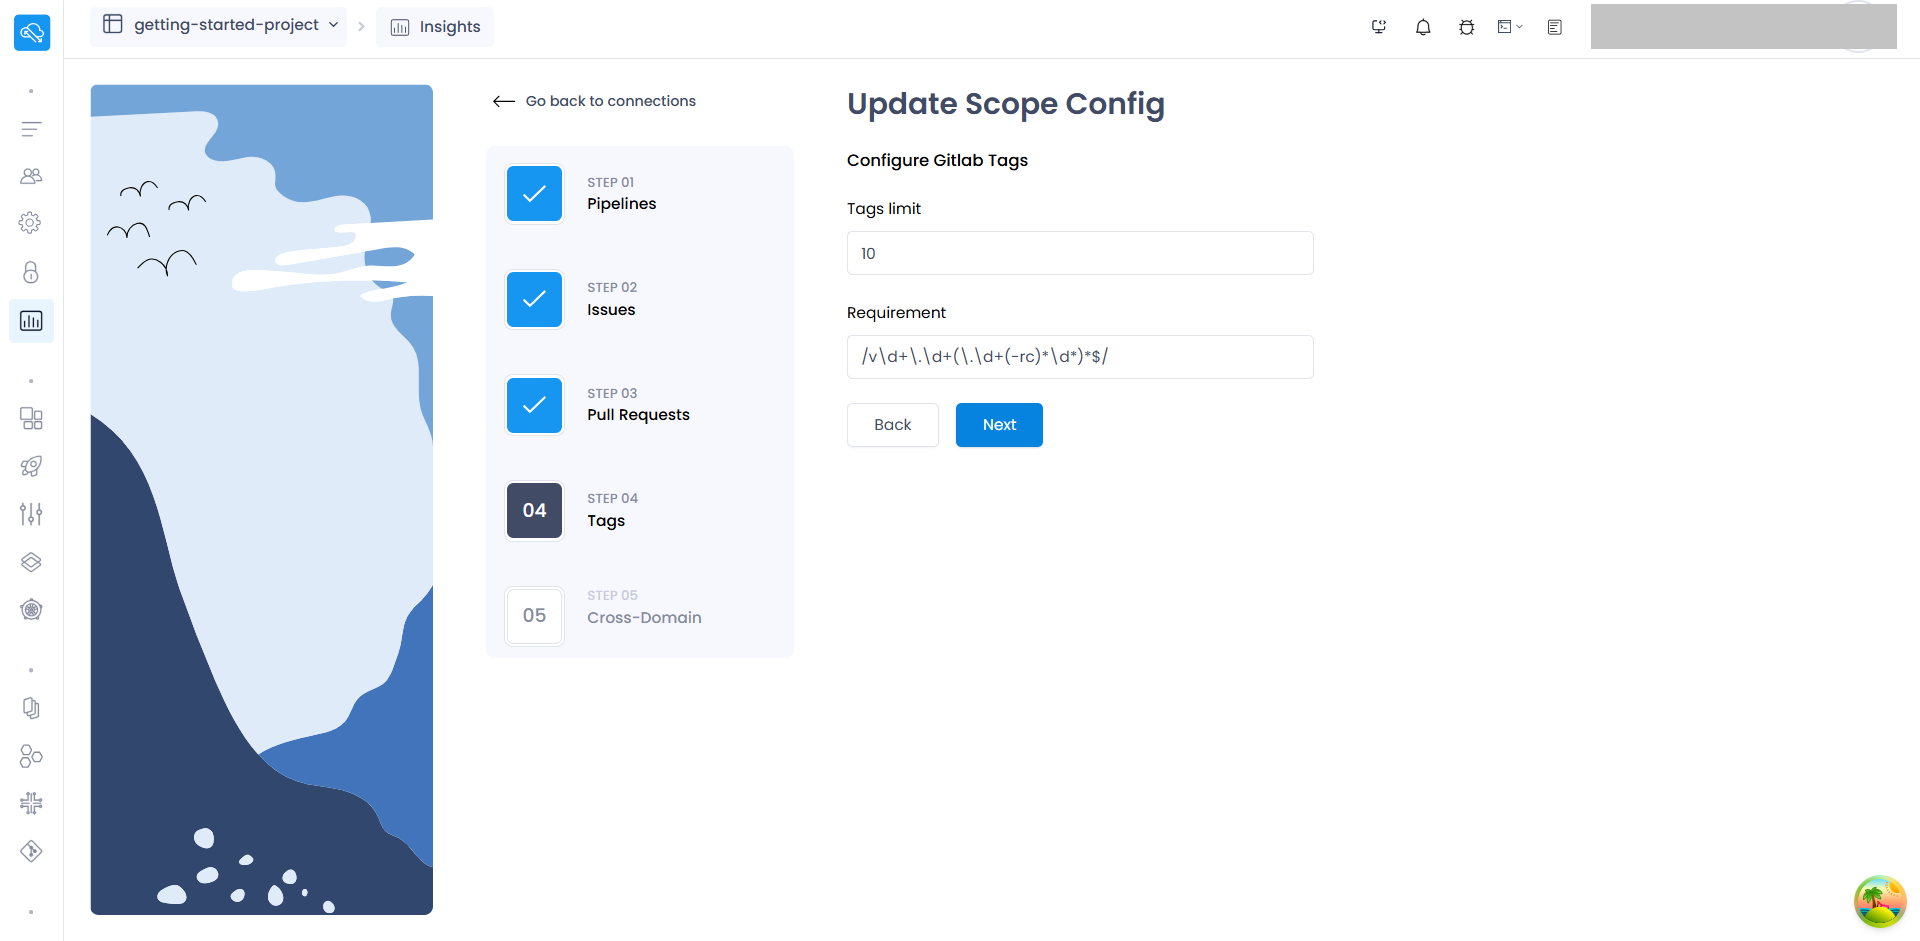 getting-started-project
Insights
Go back to connections
STEP 01
Pipelines
STEP 02
Issues
STEP 03
Pull Requests
04
STEP 04
Tags
05
STEP 05
Cross-Domain
Update Scope Config
Configure Gitlab Tags
Tags limit
10
Requirement
/v\d+\.\d+(\.\d+(-rc)*\d*)*$/
Back
Next